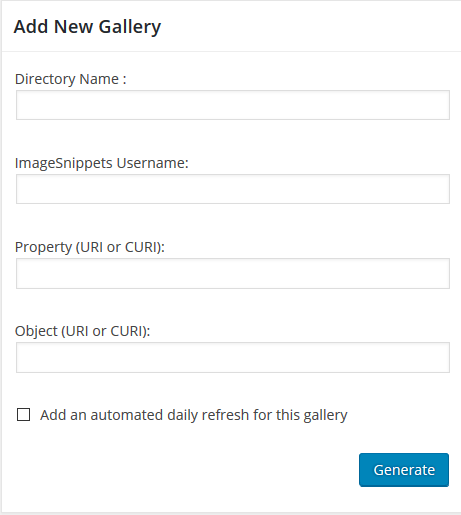 Add New Gallery
Directory Name :
ImageSnippets Username:
Property (URI or CURI):
Object (URI or CURI):
Add an automated daily refresh for this gallery
Generate